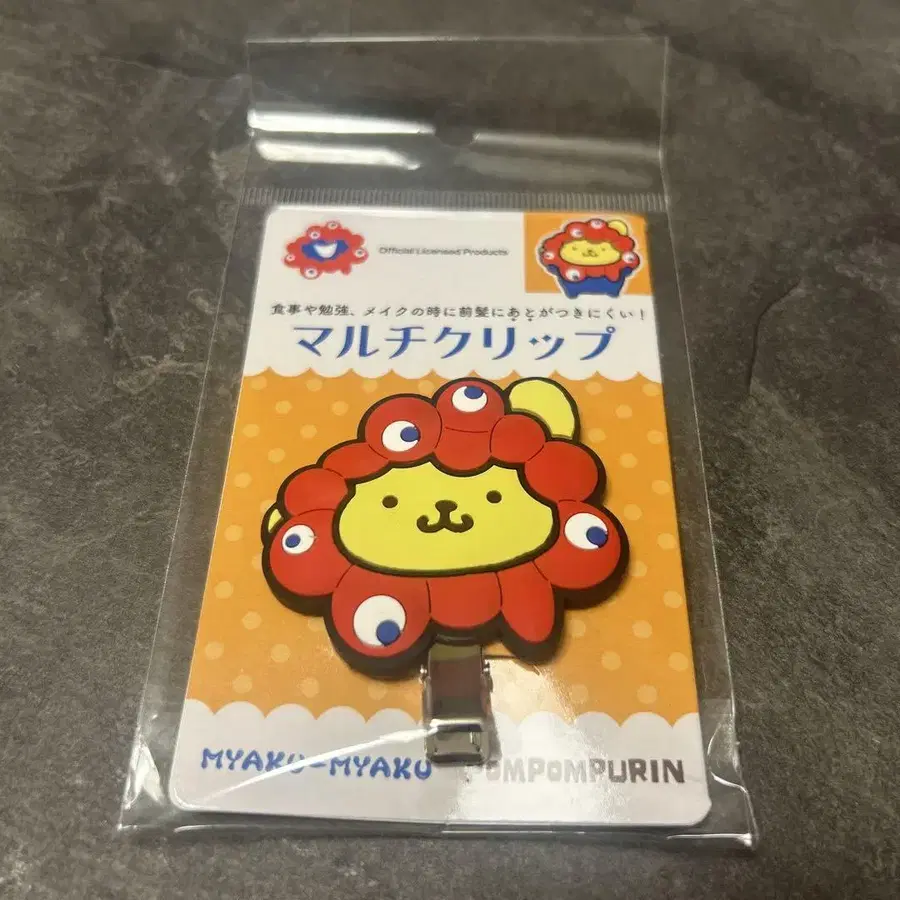 Official Licensed Products
食事や勉強、メイクの時に前髪にあとがつきにくい！
マルチクリップ
MYAKU-MYAKU POMPOMPURIN